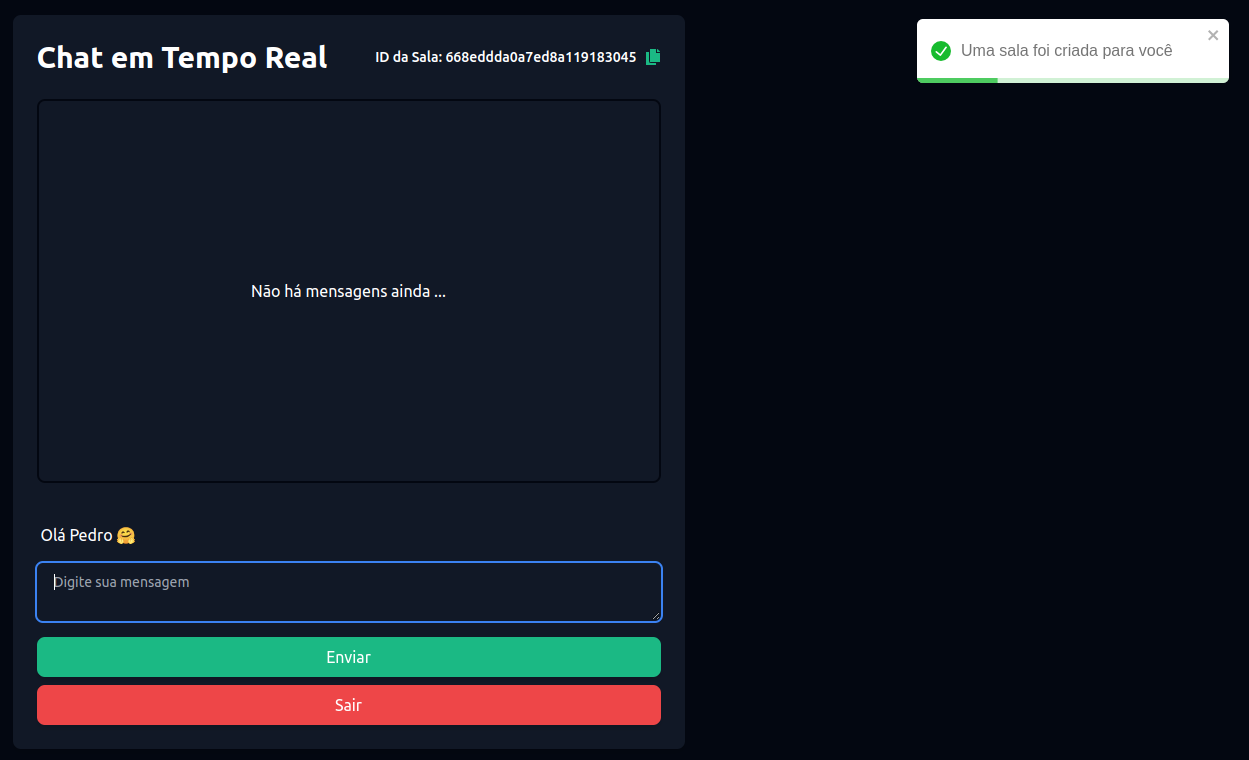 Chat em Tempo Real
ID da Sala: 668eddda0a7ed8a119183045
Uma sala foi criada para você
Não há mensagens ainda ...
Olá Pedro 🤗
Digite sua mensagem
Enviar
Sair